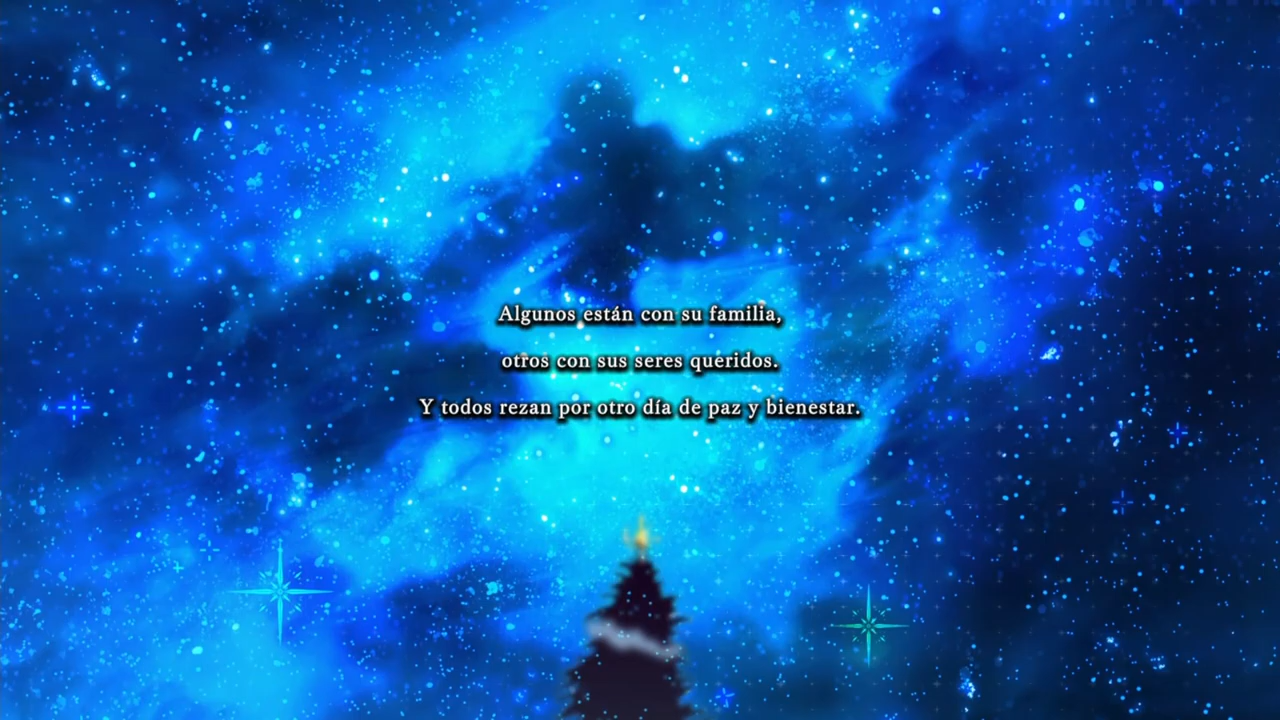 Algunos están con su familia,
otros con sus seres queridos.
Y todos rezan por otro día de paz y bienestar.